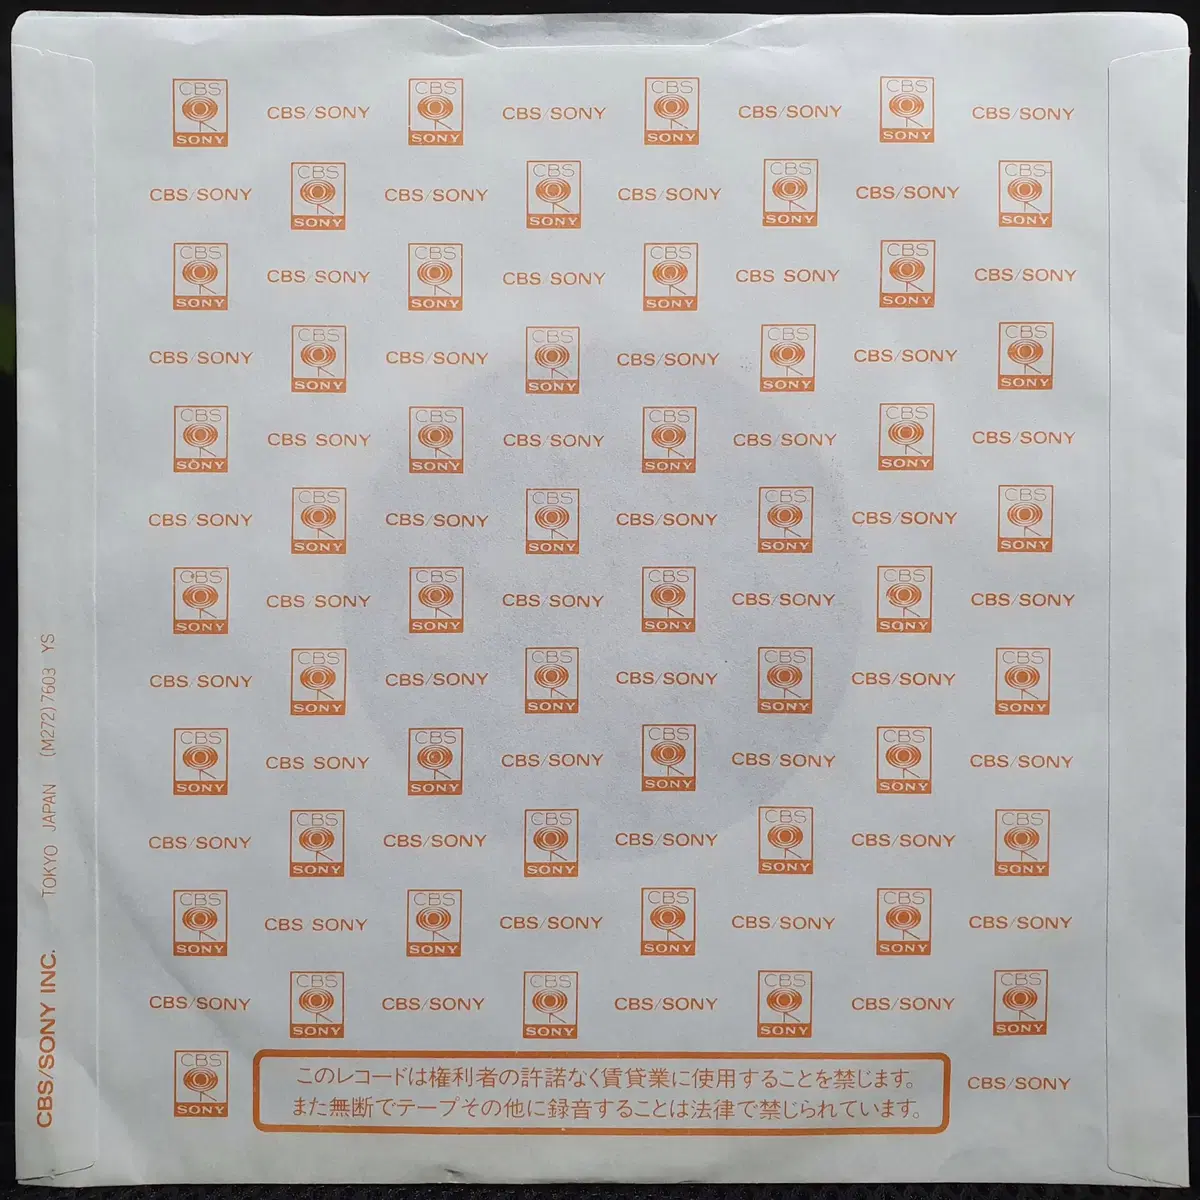 CBS SONY CBS/SONY CBS SONY CBS/SONY CBS SONY CBS/SONY CBS SONY CBS/SONY
CBS/SONY CBS SONY CBS/SONY CBS SONY CBS/SONY CBS SONY CBS/SONY CBS SONY
CBS SONY CBS/SONY CBS SONY CBS/SONY CBS SONY CBS/SONY CBS SONY CBS/SONY
CBS/SONY CBS SONY CBS/SONY CBS SONY CBS/SONY CBS SONY CBS/SONY CBS SONY
CBS SONY CBS/SONY CBS SONY CBS/SONY CBS SONY CBS/SONY CBS SONY CBS/SONY
CBS/SONY CBS SONY CBS/SONY CBS SONY CBS/SONY CBS SONY CBS/SONY CBS SONY
CBS SONY CBS/SONY CBS SONY CBS/SONY CBS SONY CBS/SONY CBS SONY CBS/SONY
CBS/SONY CBS SONY CBS/SONY CBS SONY CBS/SONY CBS SONY CBS/SONY CBS SONY
CBS SONY CBS/SONY CBS SONY CBS/SONY CBS SONY CBS/SONY CBS SONY CBS/SONY
CBS/SONY CBS SONY CBS/SONY CBS SONY CBS/SONY CBS SONY CBS/SONY CBS SONY
CBS SONY CBS/SONY CBS SONY CBS/SONY CBS SONY CBS/SONY CBS SONY CBS/SONY
CBS/SONY CBS SONY CBS/SONY CBS SONY CBS/SONY CBS SONY CBS/SONY CBS SONY
CBS SONY
このレコードは権利者の許諾なく賃貸業に使用することを禁じます。
また無断でテープその他に録音することは法律で禁じられています。
CBS/SONY
CBS/SONY INC. TOKYO JAPAN (M272) 7603 YS